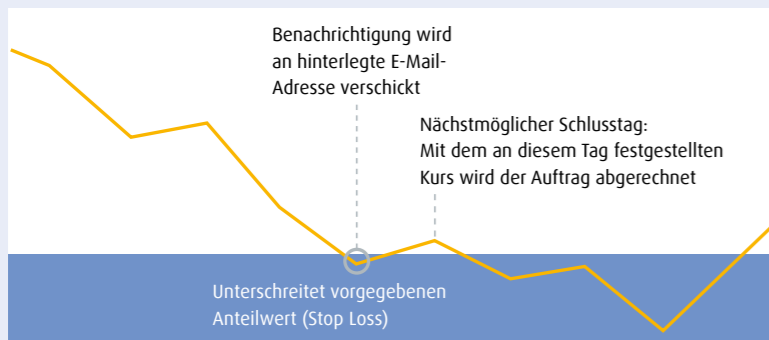 Benachrichtigung wird
an hinterlegte E-Mail-
Adresse verschickt
Nächstmöglicher Schlusstag:
Mit dem an diesem Tag festgestellten
Kurs wird der Auftrag abgerechnet
Unterschreitet vorgegebenen
Anteilwert (Stop Loss)